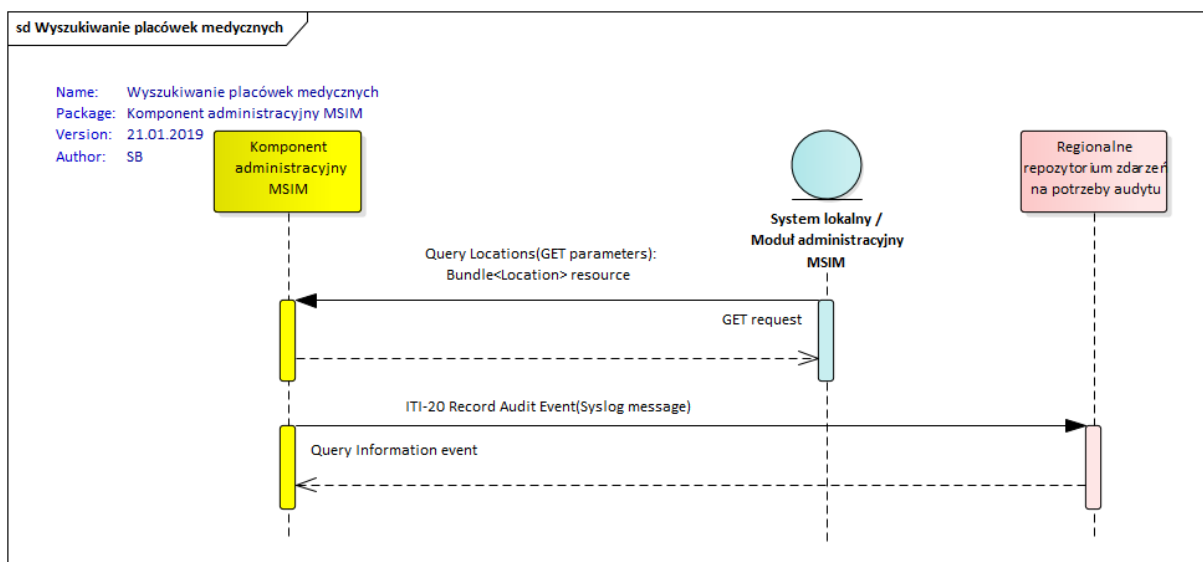 sd Wyszukiwanie placówek medycznych
Name: Wyszukiwanie placówek medycznych
Package: Komponent administracyjny MSIM
Version: 21.01.2019
Author: SB
Komponent
administracyjny
MSIM
System lokalny /
Moduł administracyjny
MSIM
Regionalne
repozytorium zdarzeń
na potrzeby audytu
Query Locations(GET parameters):
Bundle<Location> resource
GET request
ITI-20 Record Audit Event(Syslog message)
Query Information event